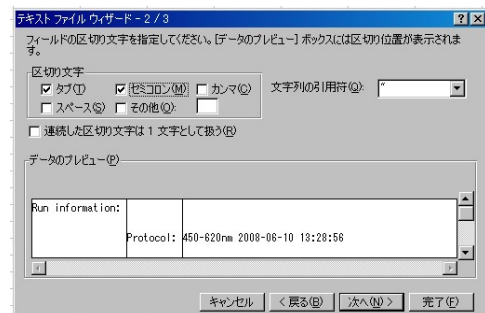 テキスト ファイル ウィザード - 2 / 3
フィールドの区切り文字を指定してください。[データのプレビュー] ボックスには区切り位置が表示されま
す。
区切り文字
タブ(T) セミコロン(M) カンマ(C) 文字列の引用符(Q): "
スペース(S) その他(O):
連続した区切り文字は 1 文字として扱う(R)
データのプレビュー(P)
Run information:
Protocol: 450-620nm 2008-06-10 13:28:56
キャンセル < 戻る(B) 次へ(N) > 完了(F)